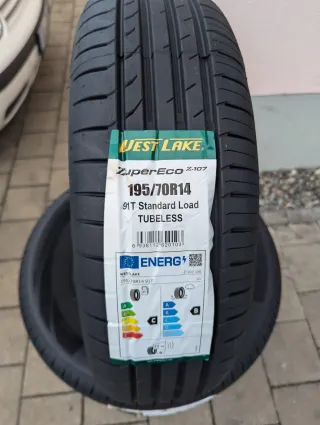 WEST LAKE
ZuperEco Z-107
195/70R14
91T Standard Load
TUBELESS
ENERG
C
B